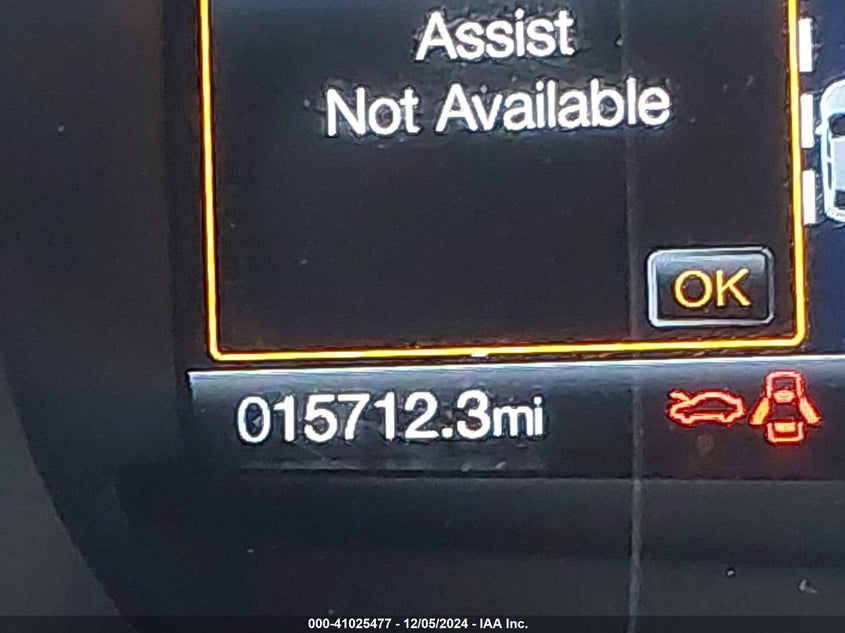 Assist
Not Available
OK
015712.3mi
000-41025477 - 12/05/2024 - IAA Inc.